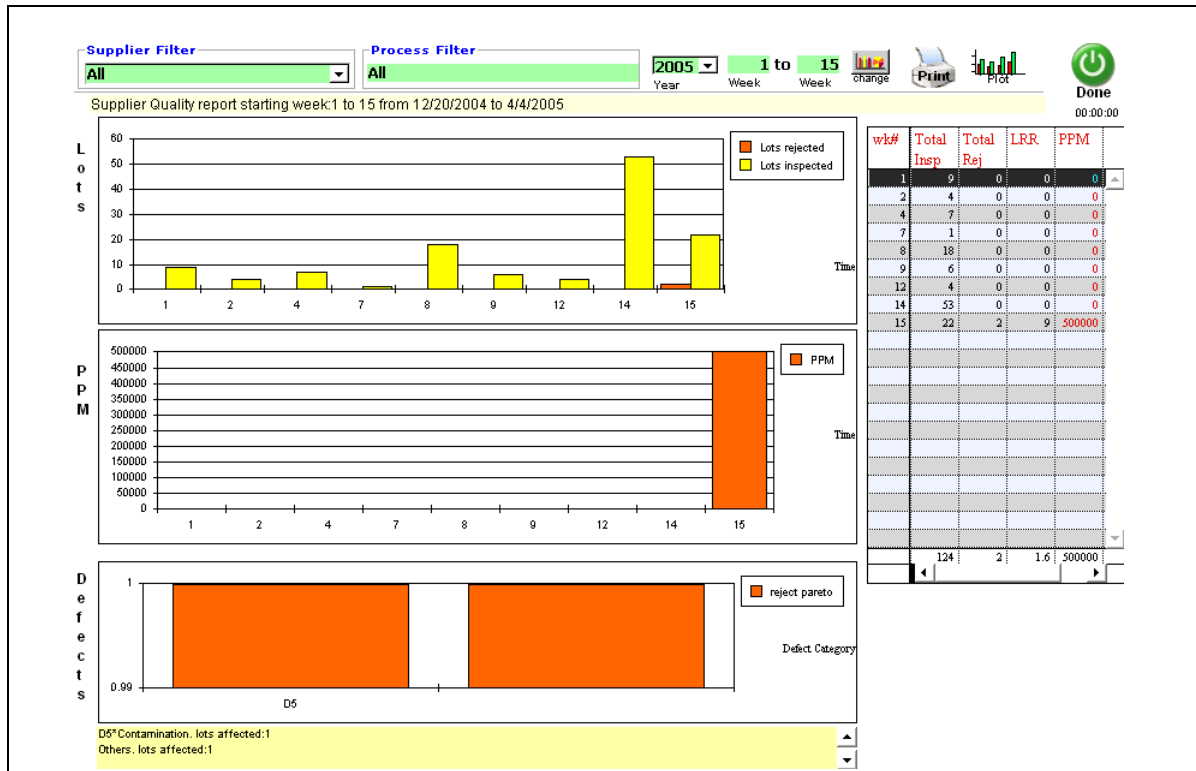 Supplier Filter
All
Process Filter
All
2005
Year
1 to 15
Week Week
change
Print
Plot
Done
00:00:00
Supplier Quality report starting week:1 to 15 from 12/20/2004 to 4/4/2005
Lots
60
50
40
30
20
10
0
1 2 4 7 8 9 12 14 15
Lots rejected
Lots inspected
Time
PPM
500000
450000
400000
350000
300000
250000
200000
150000
100000
50000
0
1 2 4 7 8 9 12 14 15
PPM
Time
Defects
1
0.99
D5
reject pareto
Defect Category
D5*Contamination. lots affected:1
Others. lots affected:1
wk# Total Insp Total Rej LRR PPM
1 9 0 0 0
2 4 0 0 0
4 7 0 0 0
7 1 0 0 0
8 18 0 0 0
9 6 0 0 0
12 4 0 0 0
14 53 0 0 0
15 22 2 9 500000
124 2 1.6 500000